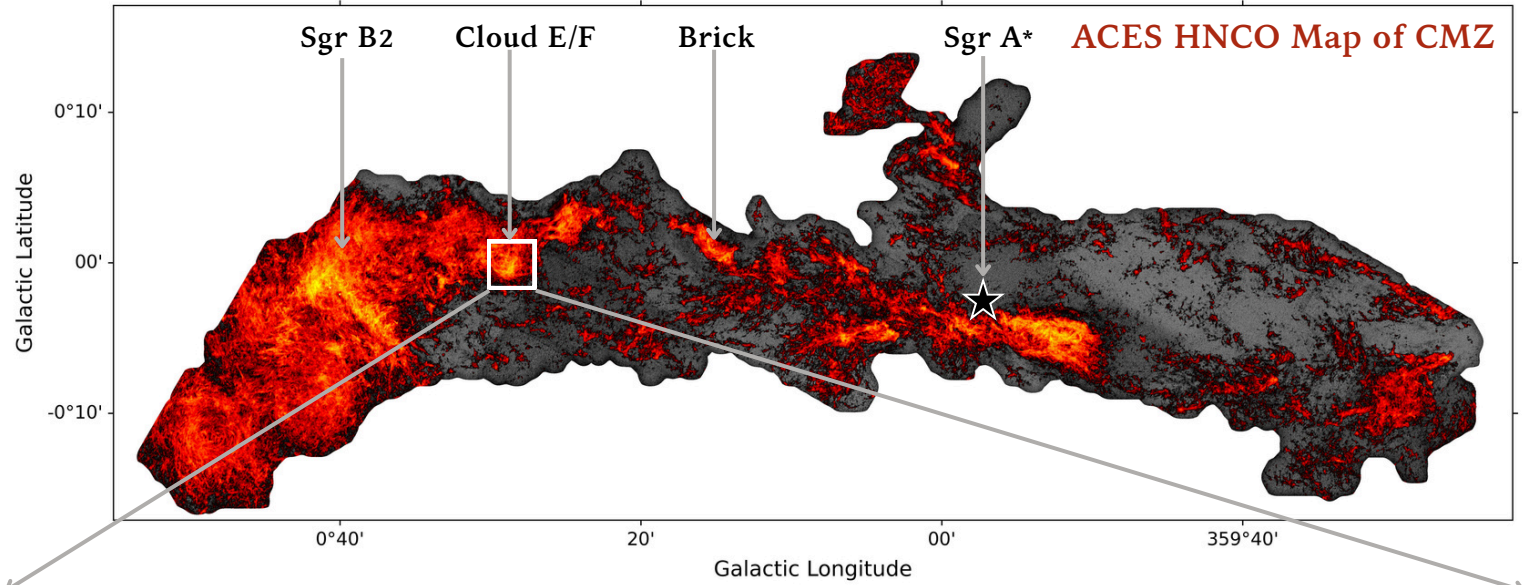 Sgr B2 Cloud E/F Brick Sgr A* ACES HNCO Map of CMZ
0°10'
00'
-0°10'
Galactic Latitude
0°40' 20' 00' 359°40'
Galactic Longitude